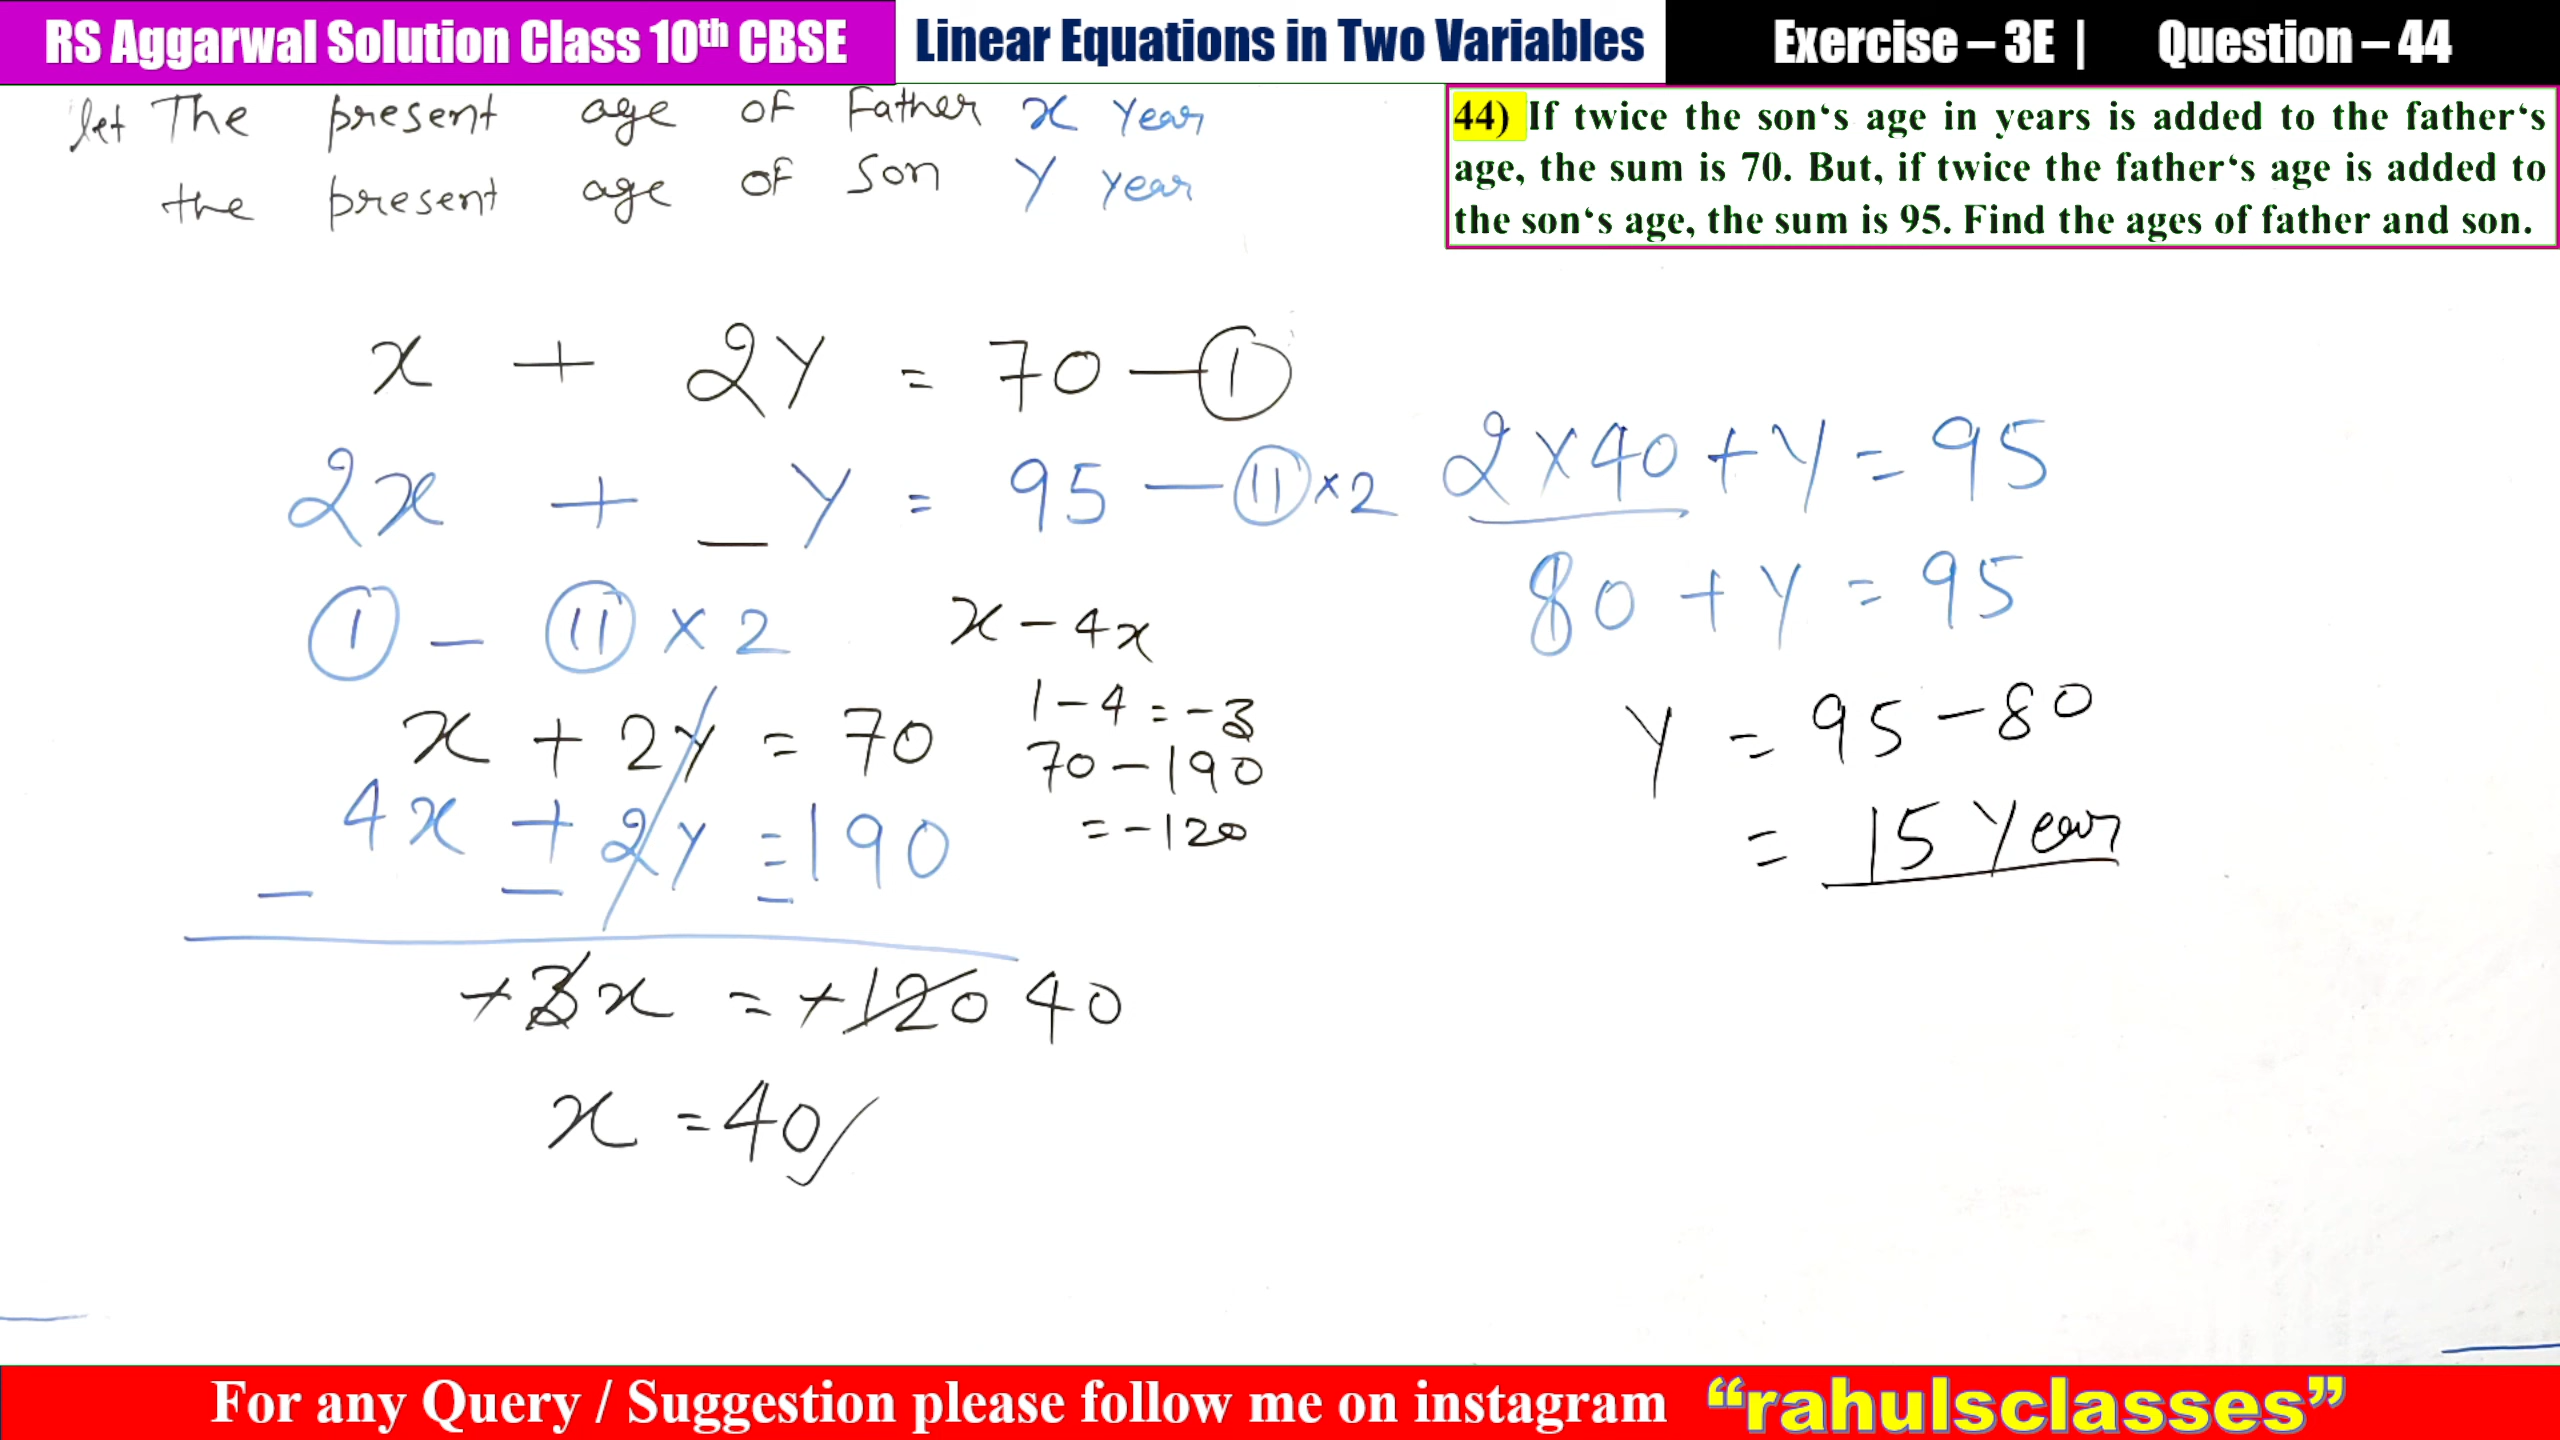 RS Aggarwal Solution Class 10th CBSE
Linear Equations in Two Variables
Exercise – 3E | Question – 44
let The present age of Father x Year
the present age of Son Y Year
44) If twice the son‘s age in years is added to the father‘s
age, the sum is 70. But, if twice the father‘s age is added to
the son‘s age, the sum is 95. Find the ages of father and son.
x + 2Y = 70 — ①
2x + _ Y = 95 — ⑪ × 2
① – ⑪ × 2
x + 2y = 70
4x + 2y = 190
– – –
+3x = +120 40
x = 40
x – 4x
1 – 4 = – 3
70 – 190
= – 120
2 × 40 + Y = 95
80 + Y = 95
Y = 95 – 80
= 15 Year
For any Query / Suggestion please follow me on instagram “rahulsclasses”